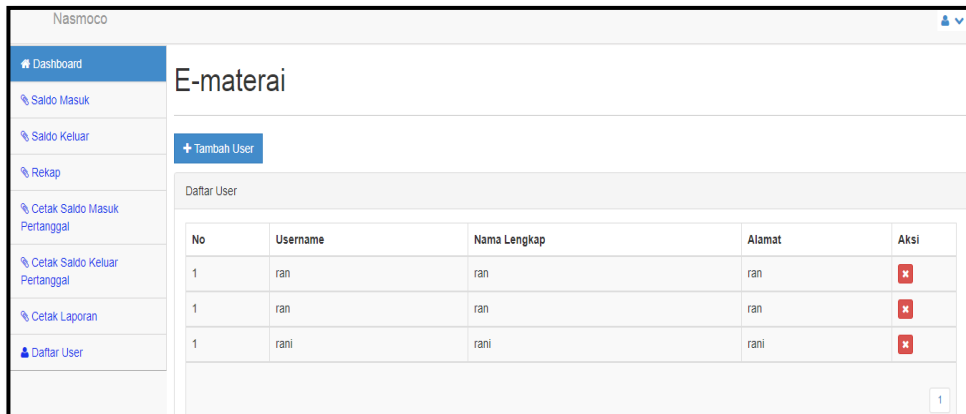 Nasmoco
Dashboard
Saldo Masuk
Saldo Keluar
Rekap
Cetak Saldo Masuk
Pertanggal
Cetak Saldo Keluar
Pertanggal
Cetak Laporan
Daftar User
E-materai
+ Tambah User
Daftar User
No Username Nama Lengkap Alamat Aksi
1 ran ran ran
1 ran ran ran
1 rani rani rani
1